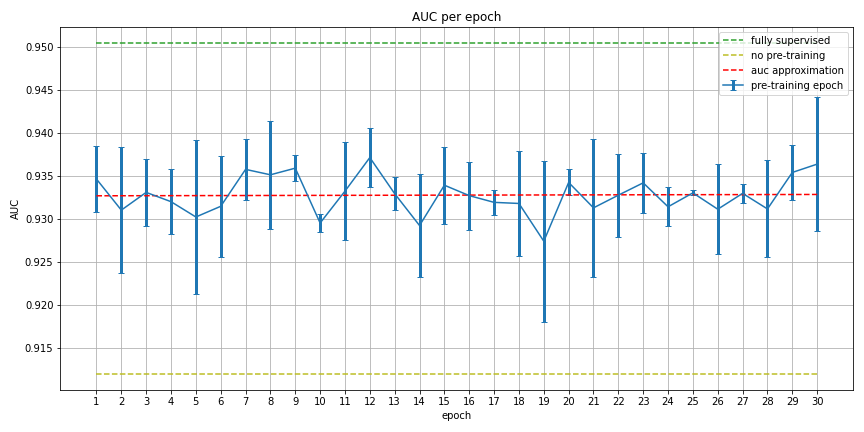 AUC per epoch
fully supervised
no pre-training
auc approximation
pre-training epoch
AUC
0.950
0.945
0.940
0.935
0.930
0.925
0.920
0.915
1 2 3 4 5 6 7 8 9 10 11 12 13 14 15 16 17 18 19 20 21 22 23 24 25 26 27 28 29 30
epoch